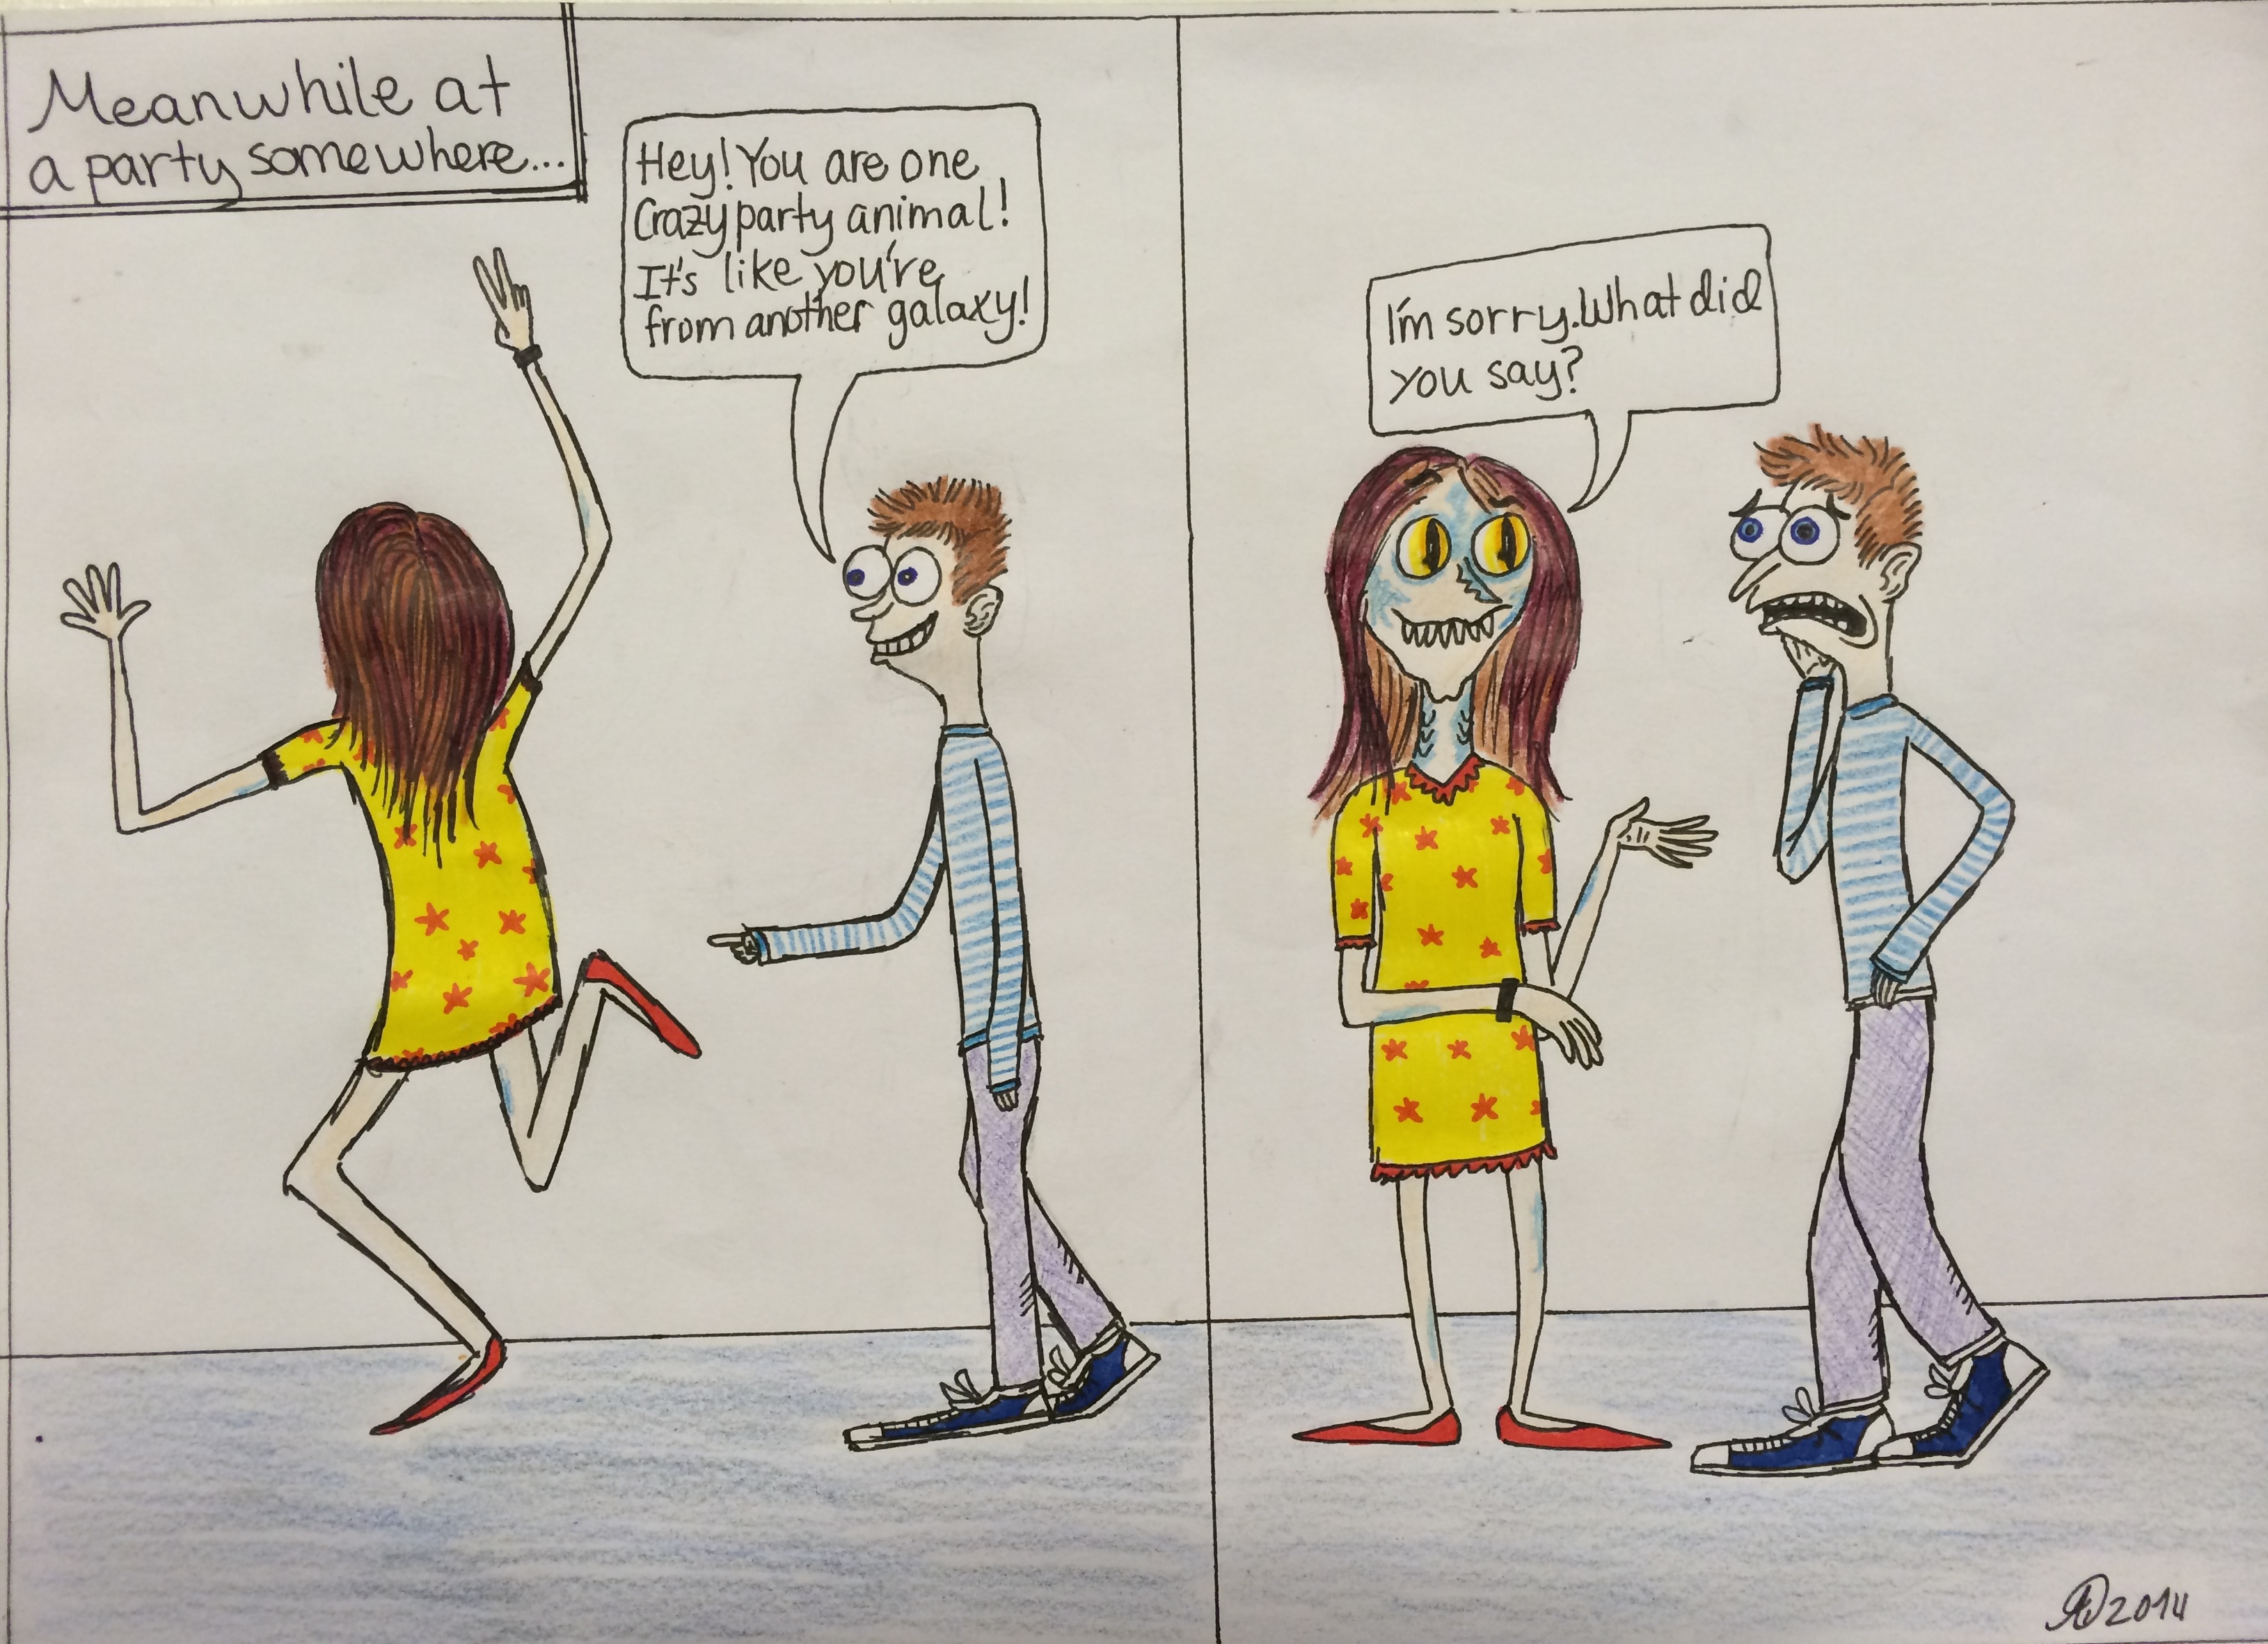 Meanwhile at
a party somewhere...
Hey! You are one
Crazy party animal!
It's like you're
from another galaxy!
I'm sorry. What did
you say?
2014